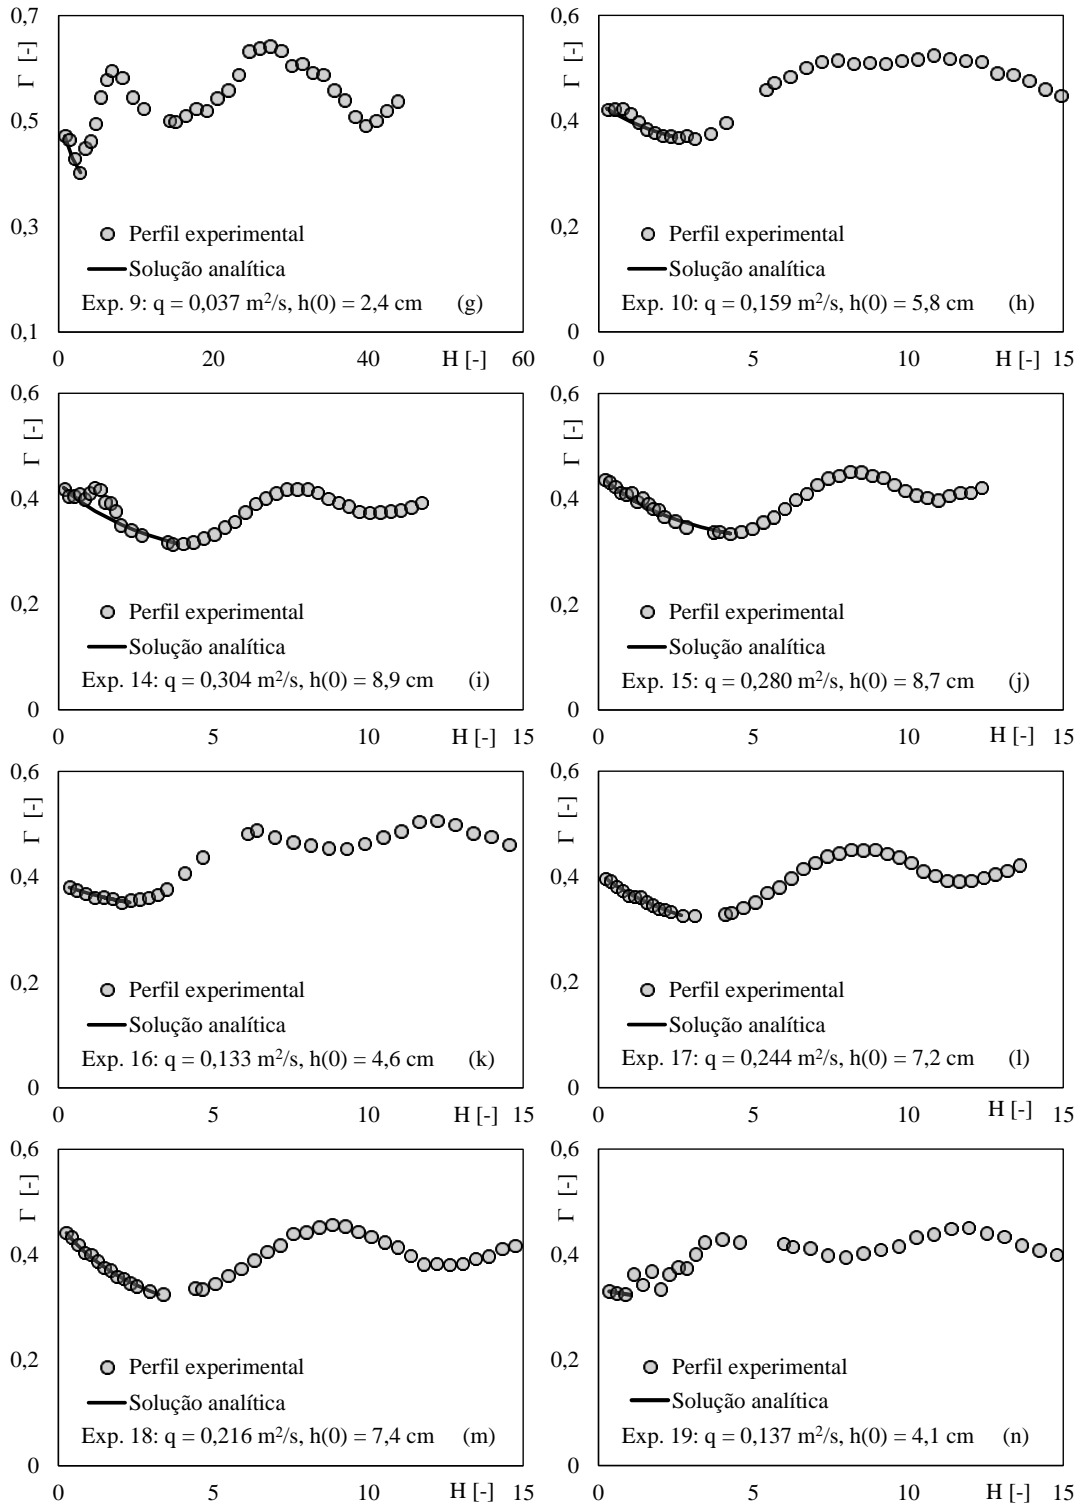 0,7
0,5
0,3
0,1
Γ [-]
Perfil experimental
Solução analítica
Exp. 9: q = 0,037 m²/s, h(0) = 2,4 cm (g)
0 20 40 H [-] 60
0,6
0,4
0,2
0
Γ [-]
Perfil experimental
Solução analítica
Exp. 10: q = 0,159 m²/s, h(0) = 5,8 cm (h)
0 5 10 H [-] 15
0,6
0,4
0,2
0
Γ [-]
Perfil experimental
Solução analítica
Exp. 14: q = 0,304 m²/s, h(0) = 8,9 cm (i)
0 5 10 H [-] 15
0,6
0,4
0,2
0
Γ [-]
Perfil experimental
Solução analítica
Exp. 15: q = 0,280 m²/s, h(0) = 8,7 cm (j)
0 5 10 H [-] 15
0,6
0,4
0,2
0
Γ [-]
Perfil experimental
Solução analítica
Exp. 16: q = 0,133 m²/s, h(0) = 4,6 cm (k)
0 5 10 H [-] 15
0,6
0,4
0,2
0
Γ [-]
Perfil experimental
Solução analítica
Exp. 17: q = 0,244 m²/s, h(0) = 7,2 cm (l)
0 5 10 H [-] 15
0,6
0,4
0,2
0
Γ [-]
Perfil experimental
Solução analítica
Exp. 18: q = 0,216 m²/s, h(0) = 7,4 cm (m)
0 5 10 H [-] 15
0,6
0,4
0,2
0
Γ [-]
Perfil experimental
Solução analítica
Exp. 19: q = 0,137 m²/s, h(0) = 4,1 cm (n)
0 5 10 H [-] 15